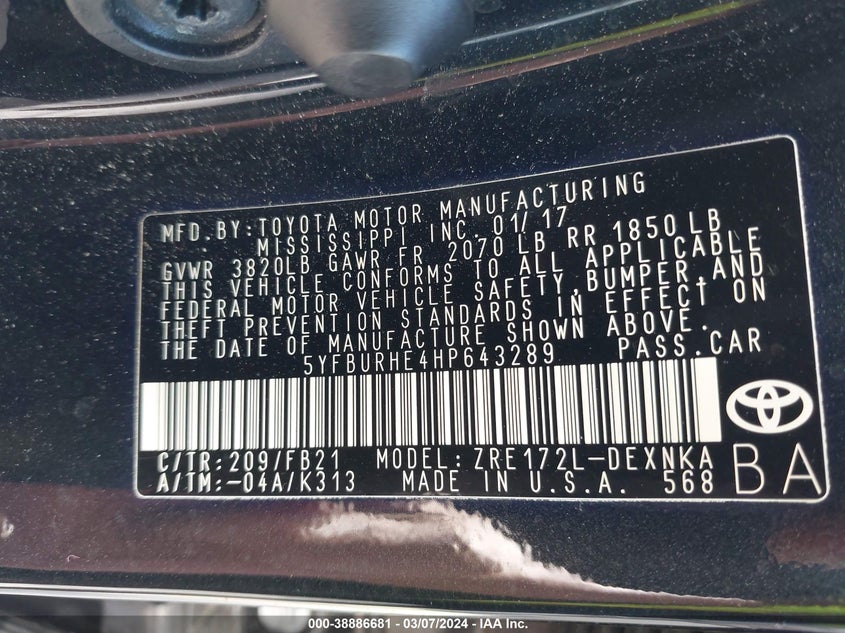 MFD. BY: TOYOTA MOTOR MANUFACTURING
MISSISSIPPI INC. 01/17
GVWR 3820LB GAWR FR 2070 LB RR 1850 LB
THIS VEHICLE CONFORMS TO ALL APPLICABLE
FEDERAL MOTOR VEHICLE SAFETY, BUMPER, AND
THEFT PREVENTION STANDARDS IN EFFECT ON
THE DATE OF MANUFACTURE SHOWN ABOVE.
5YFBURHE4HP643289 PASS. CAR
C/TR: 209/FB21 MODEL: ZRE172L-DEXNKA
A/TM: -04A/K313 MADE IN U.S.A. 568 BA
000-38886681 - 03/07/2024 - IAA Inc.